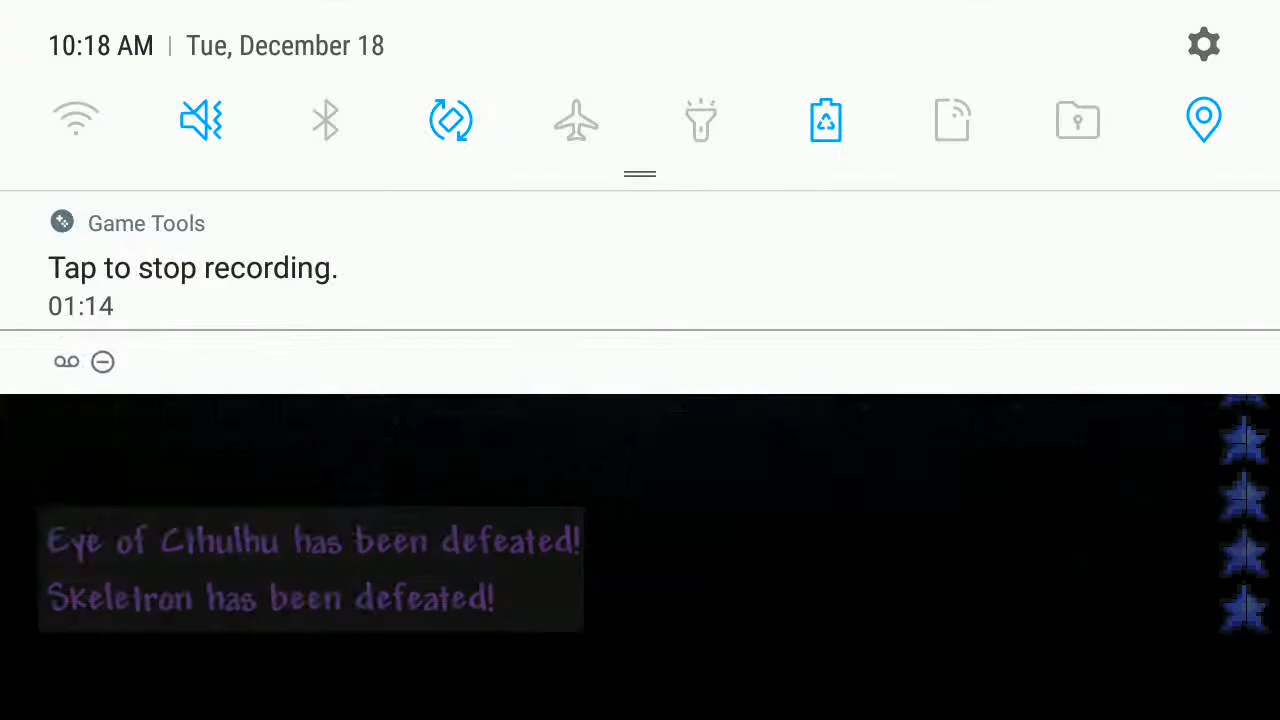 10:18 AM | Tue, December 18
Game Tools
Tap to stop recording.
01:14
Eye of Cthulhu has been defeated!
Skeletron has been defeated!